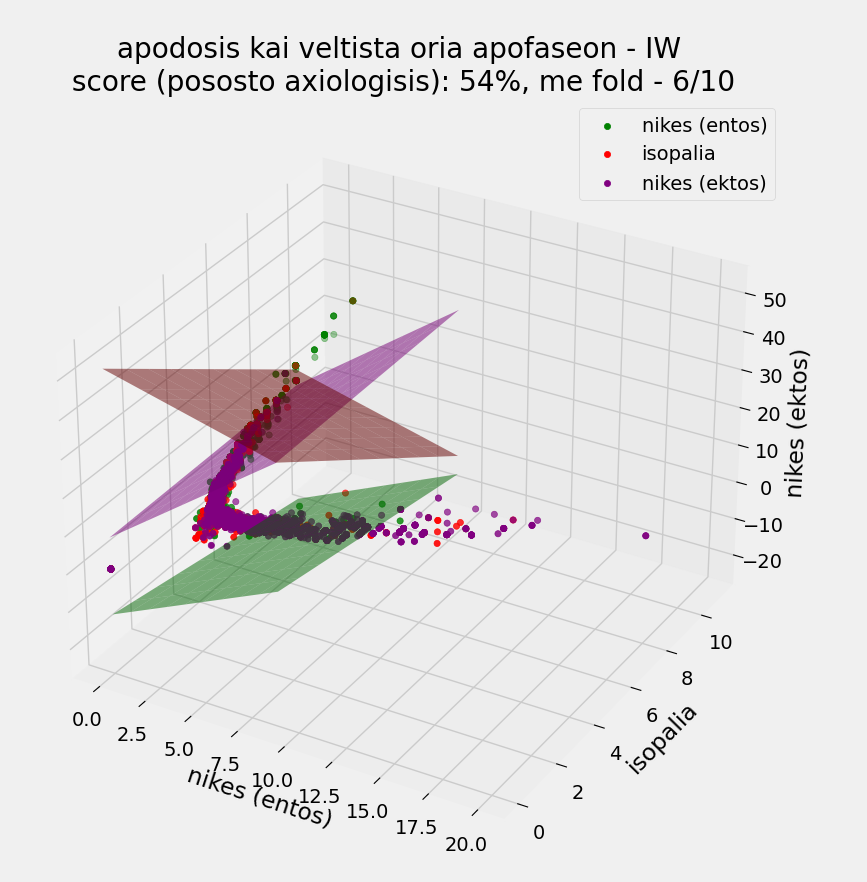 apodosis kai veltista oria apofaseon - IW
score (pososto axiologisis): 54%, me fold - 6/10
nikes (entos)
isopalia
nikes (ektos)
50
40
30
20
10
0
−10
−20
nikes (ektos)
10
8
6
4
2
0
isopalia
0.0
2.5
5.0
7.5
10.0
12.5
15.0
17.5
20.0
nikes (entos)